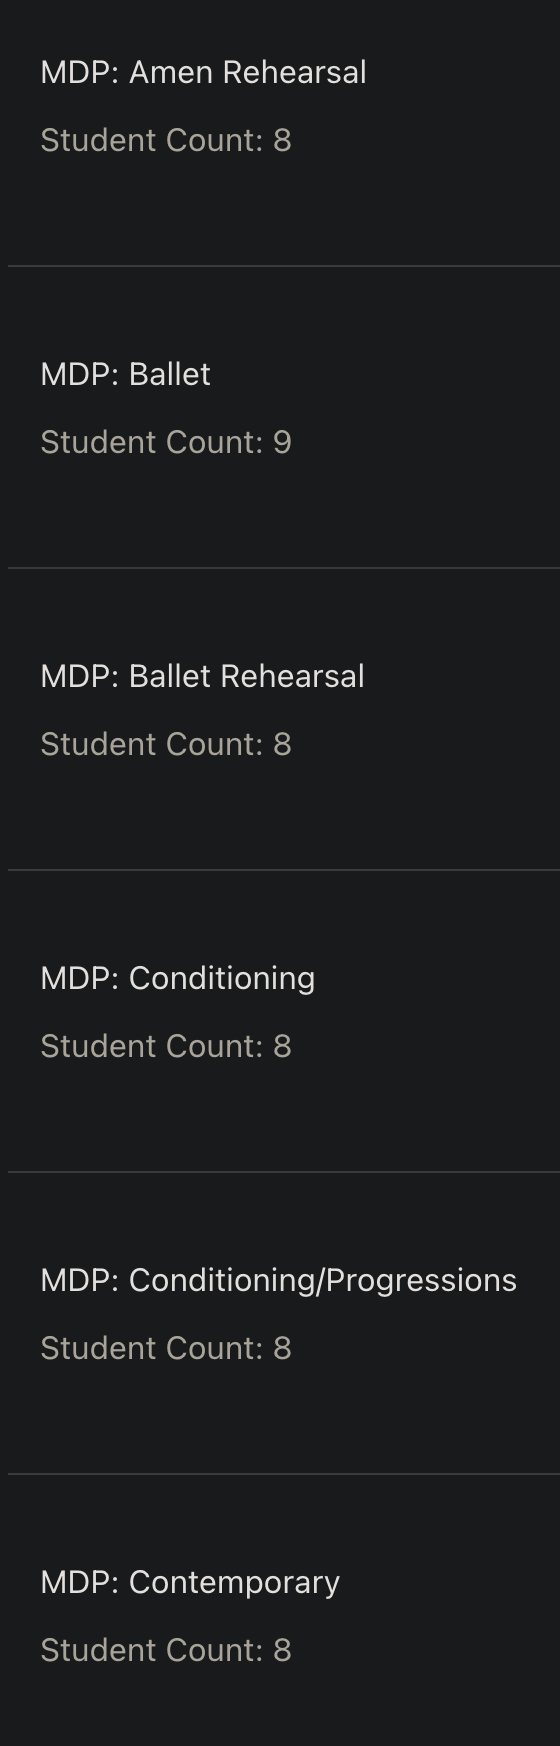 MDP: Amen Rehearsal
Student Count: 8
MDP: Ballet
Student Count: 9
MDP: Ballet Rehearsal
Student Count: 8
MDP: Conditioning
Student Count: 8
MDP: Conditioning/Progressions
Student Count: 8
MDP: Contemporary
Student Count: 8